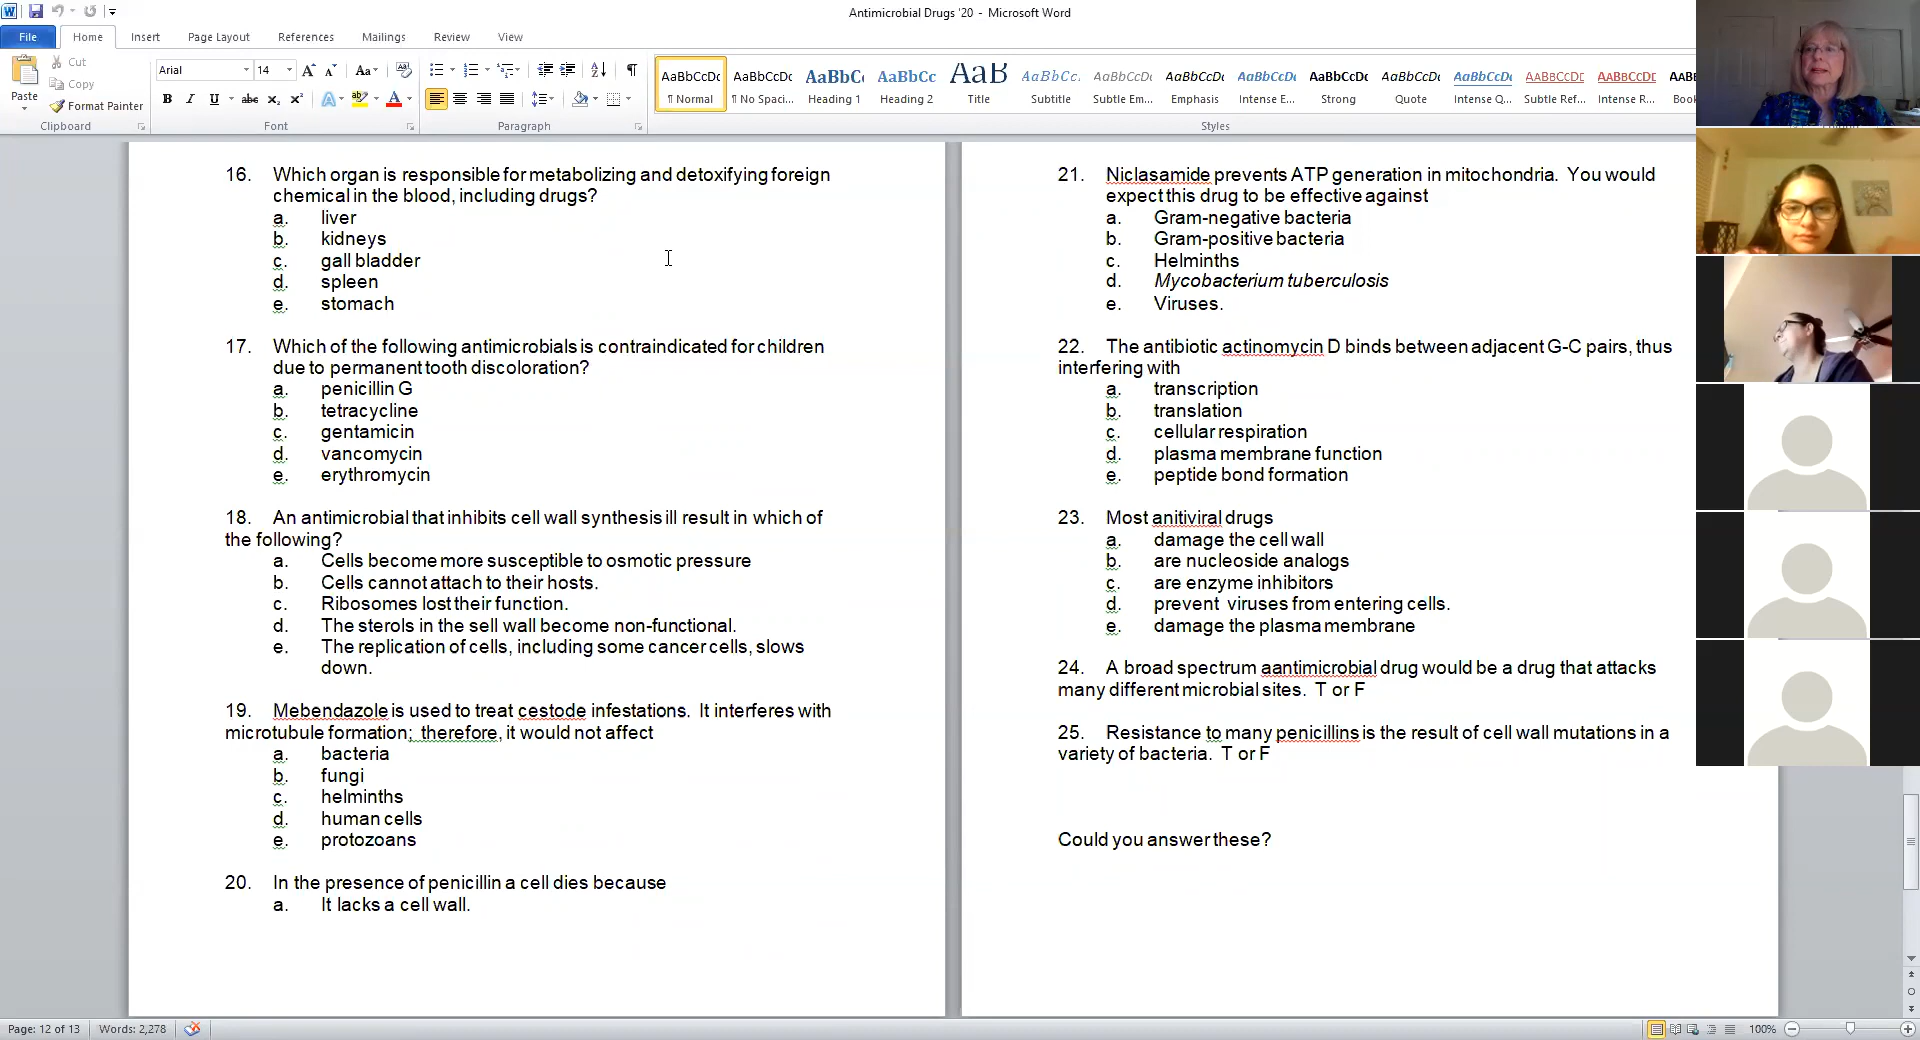 Antimicrobial Drugs '20 - Microsoft Word
File Home Insert Page Layout References Mailings Review View
Paste
Cut
Copy
Format Painter
Clipboard
Arial 14
Font
Paragraph
AaBbCcDc AaBbCcDc AaBbCc AaBbCc AaB AaBbCc. AaBbCcDc AaBbCcDc AaBbCcDc AaBbCcDc AaBbCcDc AaBbCcDc AABBCCDC AABBCCDC AABB
¶ Normal ¶ No Spaci... Heading 1 Heading 2 Title Subtitle Subtle Em... Emphasis Intense E... Strong Quote Intense Q... Subtle Ref... Intense R... Book
Styles
16. Which organ is responsible for metabolizing and detoxifying foreign
chemical in the blood, including drugs?
a. liver
b. kidneys
c. gall bladder
d. spleen
e. stomach
17. Which of the following antimicrobials is contraindicated for children
due to permanent tooth discoloration?
a. penicillin G
b. tetracycline
c. gentamicin
d. vancomycin
e. erythromycin
18. An antimicrobial that inhibits cell wall synthesis ill result in which of
the following?
a. Cells become more susceptible to osmotic pressure
b. Cells cannot attach to their hosts.
c. Ribosomes lost their function.
d. The sterols in the sell wall become non-functional.
e. The replication of cells, including some cancer cells, slows
down.
19. Mebendazole is used to treat cestode infestations. It interferes with
microtubule formation; therefore, it would not affect
a. bacteria
b. fungi
c. helminths
d. human cells
e. protozoans
20. In the presence of penicillin a cell dies because
a. It lacks a cell wall.
21. Niclasamide prevents ATP generation in mitochondria. You would
expect this drug to be effective against
a. Gram-negative bacteria
b. Gram-positive bacteria
c. Helminths
d. Mycobacterium tuberculosis
e. Viruses.
22. The antibiotic actinomycin D binds between adjacent G-C pairs, thus
interfering with
a. transcription
b. translation
c. cellular respiration
d. plasma membrane function
e. peptide bond formation
23. Most anitiviral drugs
a. damage the cell wall
b. are nucleoside analogs
c. are enzyme inhibitors
d. prevent viruses from entering cells.
e. damage the plasma membrane
24. A broad spectrum aantimicrobial drug would be a drug that attacks
many different microbial sites. T or F
25. Resistance to many penicillins is the result of cell wall mutations in a
variety of bacteria. T or F
Could you answer these?
Page: 12 of 13 Words: 2,278
100%